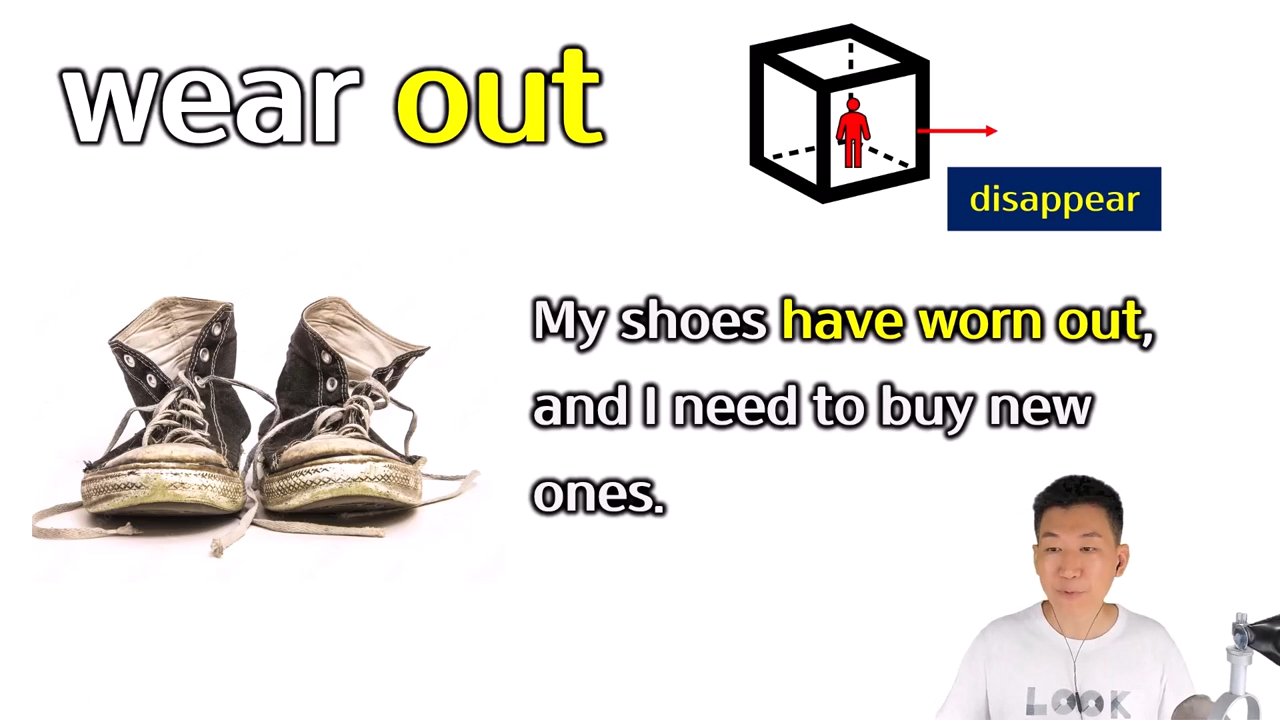 wear out
disappear
My shoes have worn out,
and I need to buy new
ones.
LOOK